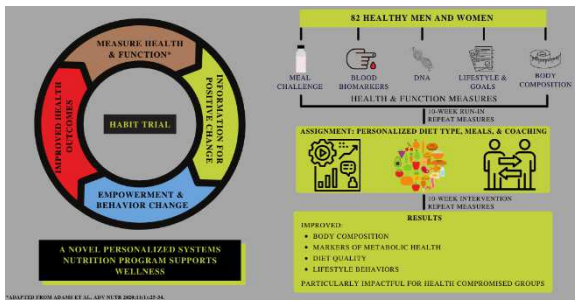 MEASURE HEALTH
& FUNCTION*
INFORMATION FOR
POSITIVE CHANGE
EMPOWERMENT &
BEHAVIOR CHANGE
IMPROVED HEALTH
OUTCOMES
HABIT TRIAL
A NOVEL PERSONALIZED SYSTEMS
NUTRITION PROGRAM SUPPORTS
WELLNESS
*ADAPTED FROM ADAMS ET AL. ADV NUTR 2020;11(1):25-34.
82 HEALTHY MEN AND WOMEN
MEAL
CHALLENGE
BLOOD
BIOMARKERS
DNA
LIFESTYLE &
GOALS
BODY
COMPOSITION
HEALTH & FUNCTION MEASURES
10-WEEK RUN-IN
REPEAT MEASURES
ASSIGNMENT: PERSONALIZED DIET TYPE, MEALS, & COACHING
10-WEEK INTERVENTION
REPEAT MEASURES
RESULTS
IMPROVED:
• BODY COMPOSITION
• MARKERS OF METABOLIC HEALTH
• DIET QUALITY
• LIFESTYLE BEHAVIORS
PARTICULARLY IMPACTFUL FOR HEALTH COMPROMISED GROUPS